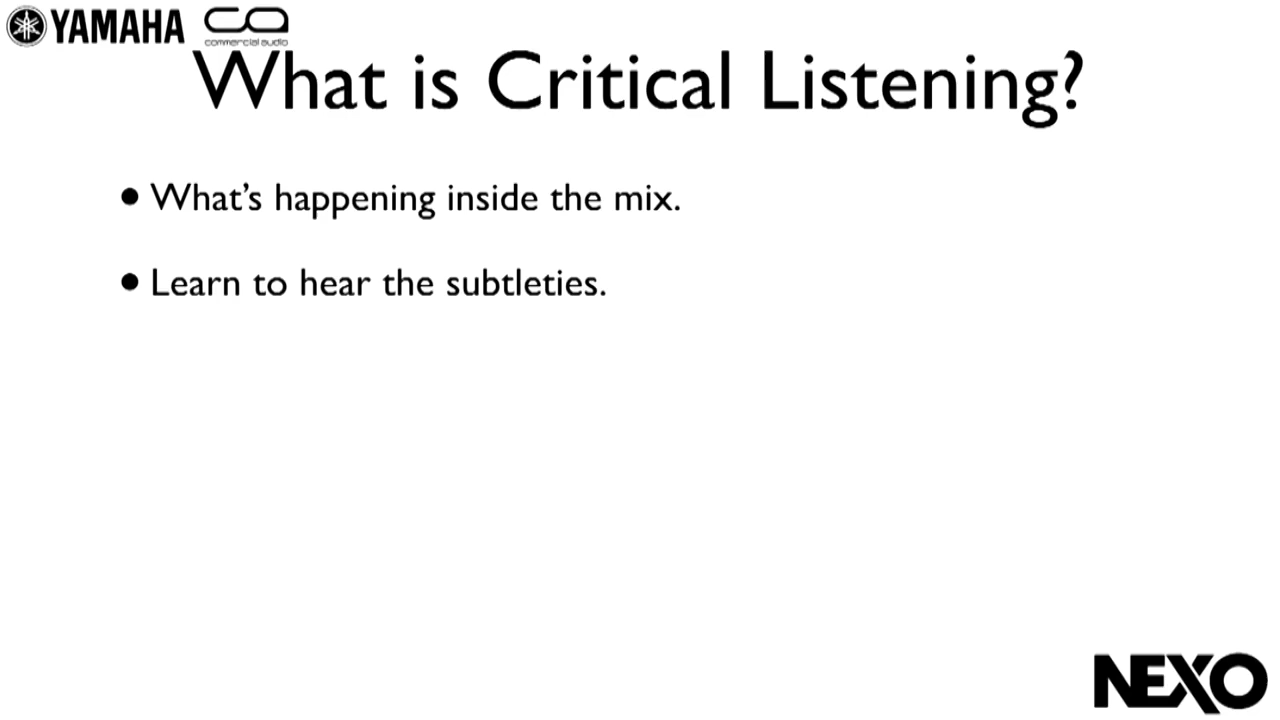 YAMAHA
commercial audio
What is Critical Listening?
• What's happening inside the mix.
• Learn to hear the subtleties.
NEXO